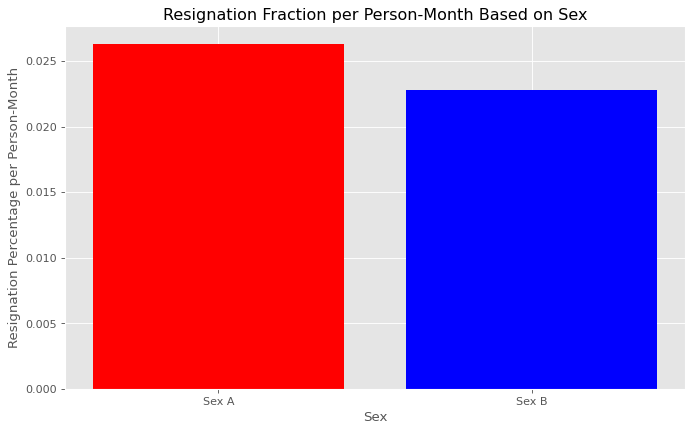 Resignation Fraction per Person-Month Based on Sex
Resignation Percentage per Person-Month
0.025
0.020
0.015
0.010
0.005
0.000
Sex A
Sex B
Sex